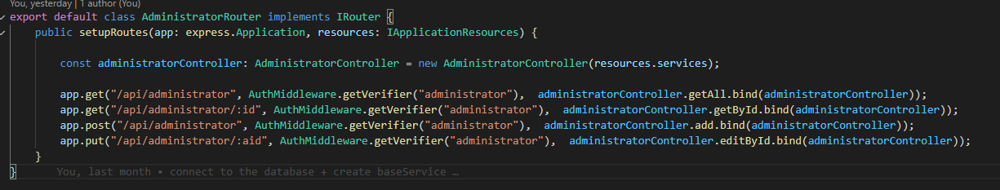 You, yesterday | 1 author (You)
export default class AdministratorRouter implements IRouter {
    public setupRoutes(app: express.Application, resources: IApplicationResources) {
        const administratorController: AdministratorController = new AdministratorController(resources.services);
        app.get("/api/administrator", AuthMiddleware.getVerifier("administrator"),  administratorController.getAll.bind(administratorController));
        app.get("/api/administrator/:id", AuthMiddleware.getVerifier("administrator"),  administratorController.getById.bind(administratorController));
        app.post("/api/administrator", AuthMiddleware.getVerifier("administrator"),  administratorController.add.bind(administratorController));
        app.put("/api/administrator/:aid", AuthMiddleware.getVerifier("administrator"),  administratorController.editById.bind(administratorController));
    }
}      You, last month • connect to the database + create baseService …